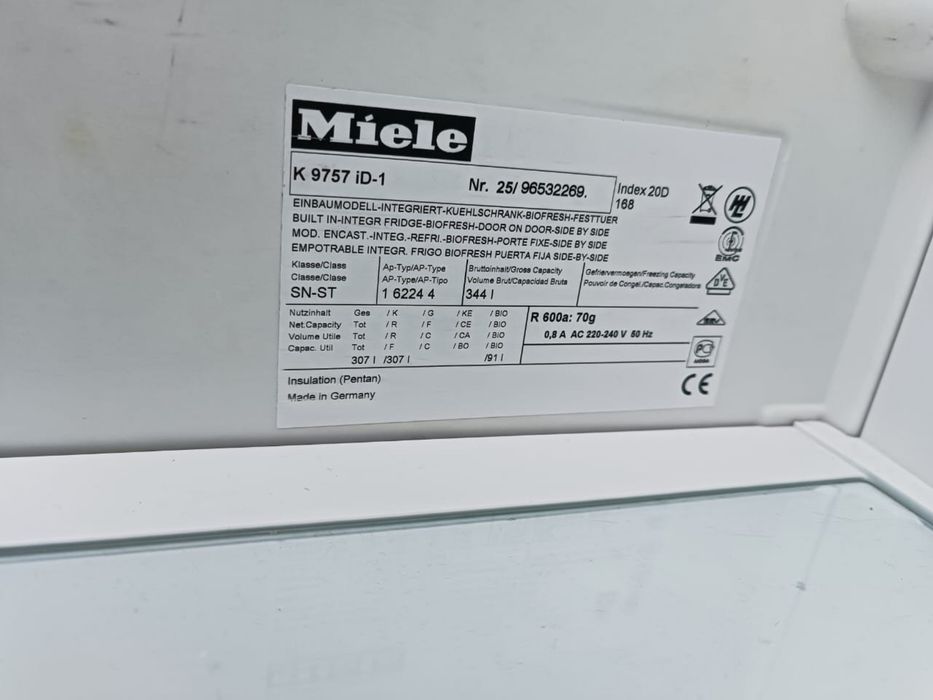 Miele
K 9757 iD-1 Nr. 25/ 96532269. Index 20D
168
EINBAUMODELL-INTEGRIERT-KUEHLSCHRANK-BIOFRESH-FESTTUER
BUILT IN-INTEGR FRIDGE-BIOFRESH-DOOR ON DOOR-SIDE BY SIDE
MOD. ENCAST.-INTEG.-REFRI.-BIOFRESH-PORTE FIXE-SIDE BY SIDE
EMPOTRABLE INTEGR. FRIGO BIOFRESH PUERTA FIJA SIDE-BY-SIDE
Klasse/Class Ap-Typ/AP-Type Bruttoinhalt/Gross Capacity Gefriervermoegen/Freezing Capacity
Classe/Clase AP-Type/AP-Tipo Volume Brut/Capacidad Bruta Pouvoir de Congel./Capac.Congeladora
SN-ST 1 6224 4 344 l
Nutzinhalt Ges / K / G / KE / BIO
Net.Capacity Tot / R / F / CE / BIO
Volume Utile Tot / R / C / CA / BIO
Capac. Util Tot / F / C / BO / BIO
307 l /307 l /91 l
R 600a: 70g
0,8 A AC 220-240 V 50 Hz
Insulation (Pentan)
Made in Germany
EMC
DVE
CE